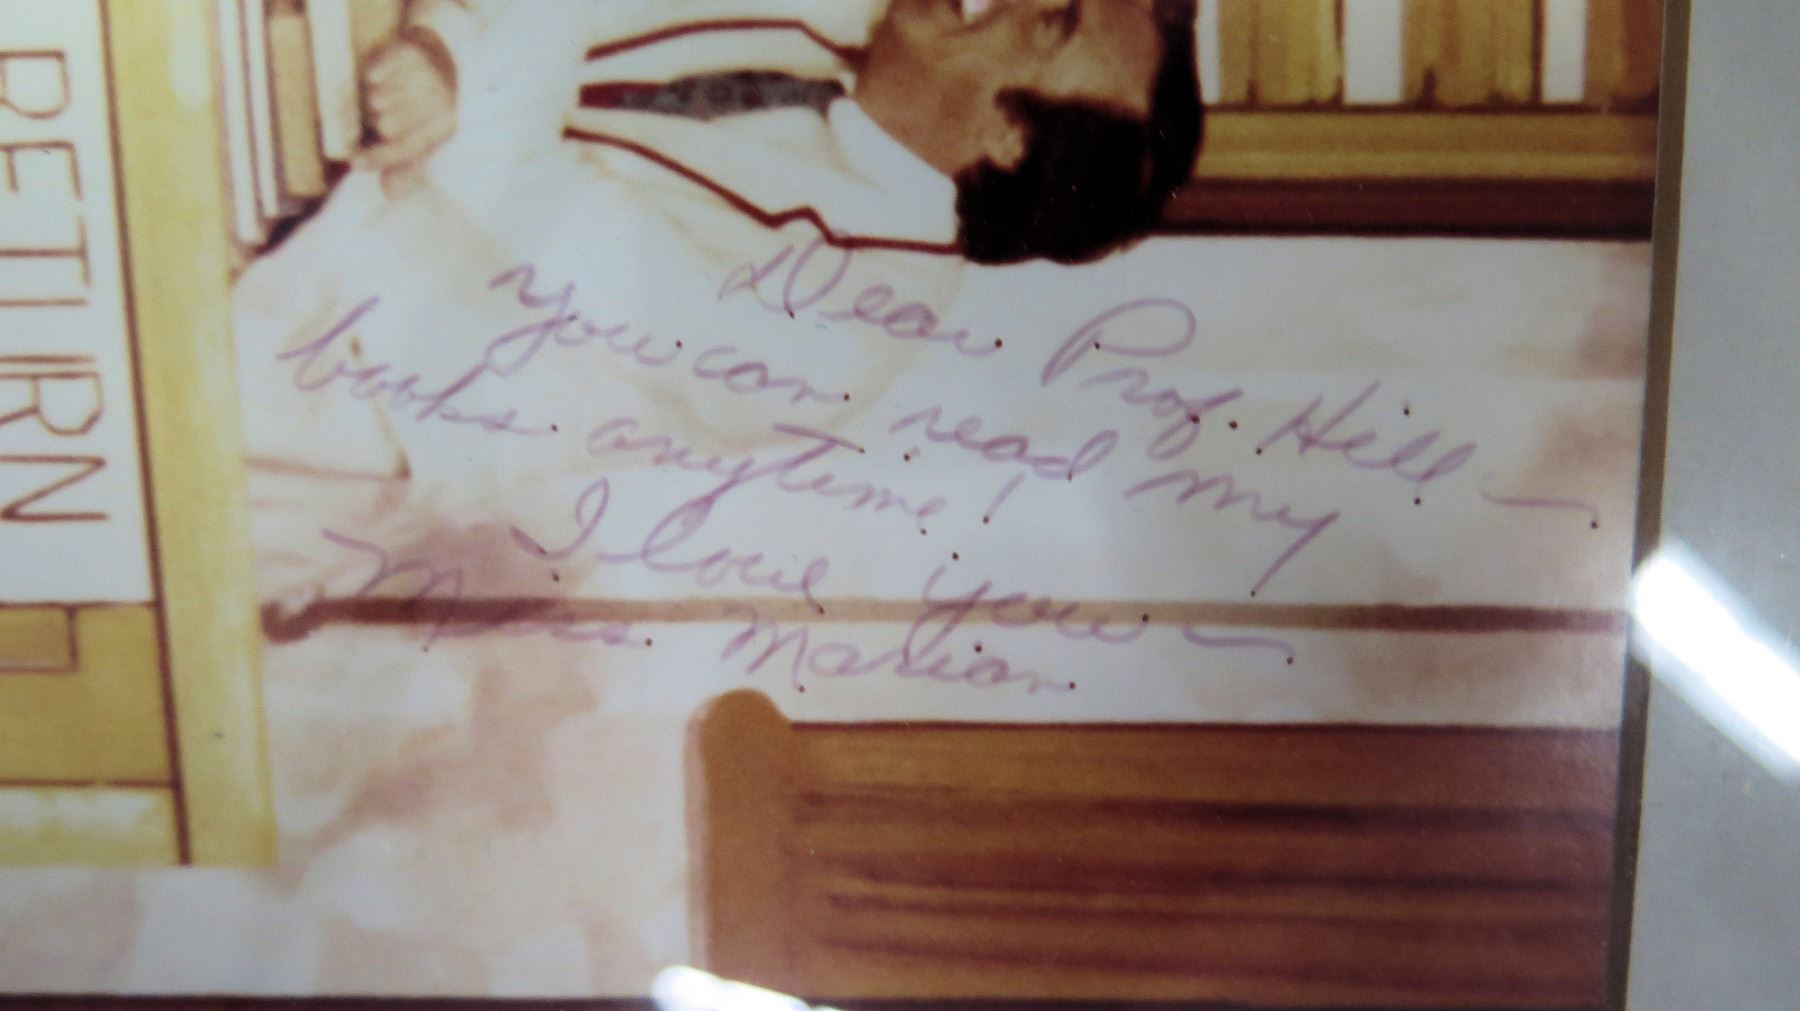 RETURN
Dear Prof. Hill —
You can read my
books anytime!
I love you —
Miss Marian